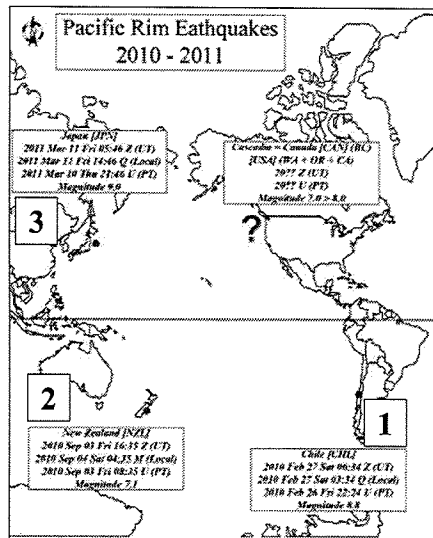 Pacific Rim Eathquakes
2010 - 2011
Japan [JPN]
2011 Mar 11 Fri 05:46 Z (UT)
2011 Mar 11 Fri 14:46 Q (Local)
2011 Mar 10 Thu 21:46 U (PT)
Magnitude 9.0
Cascadia = Canada [CAN] (BC)
[USA] (WA + OR + CA)
20?? Z (UT)
20?? U (PT)
Magnitude 7.0 > 8.0
3
?
2
1
New Zealand [NZL]
2010 Sep 03 Fri 16:35 Z (UT)
2010 Sep 04 Sat 04:35 M (Local)
2010 Sep 03 Fri 08:35 U (PT)
Magnitude 7.1
Chile [CHL]
2010 Feb 27 Sat 06:34 Z (UT)
2010 Feb 27 Sat 03:34 Q (Local)
2010 Feb 26 Fri 22:24 U (PT)
Magnitude 8.8